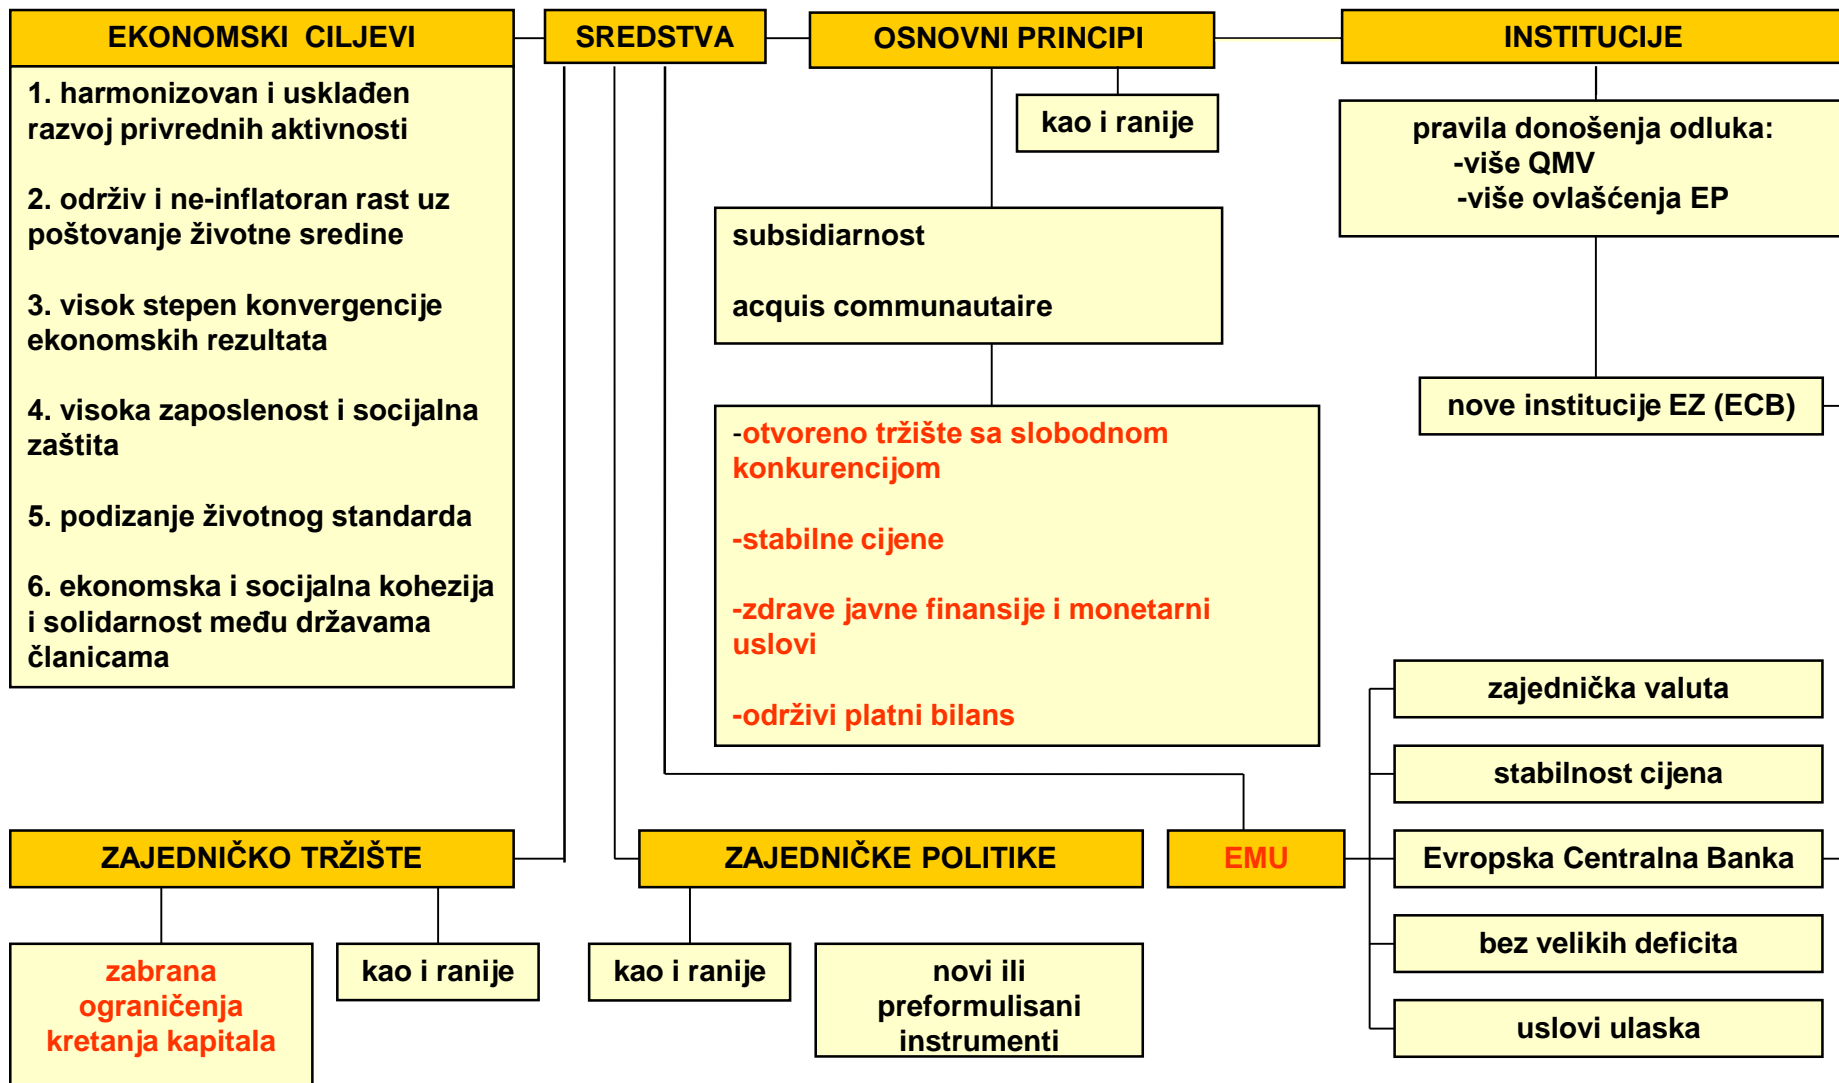 EKONOMSKI CILJEVI
SREDSTVA
OSNOVNI PRINCIPI
INSTITUCIJE
1. harmonizovan i usklađen
razvoj privrednih aktivnosti
2. održiv i ne-inflatoran rast uz
poštovanje životne sredine
3. visok stepen konvergencije
ekonomskih rezultata
4. visoka zaposlenost i socijalna
zaštita
5. podizanje životnog standarda
6. ekonomska i socijalna kohezija
i solidarnost među državama
članicama
kao i ranije
subsidiarnost
acquis communautaire
-otvoreno tržište sa slobodnom
konkurencijom
-stabilne cijene
-zdrave javne finansije i monetarni
uslovi
-održivi platni bilans
pravila donošenja odluka:
-više QMV
-više ovlašćenja EP
nove institucije EZ (ECB)
ZAJEDNIČKO TRŽIŠTE
zabrana
ograničenja
kretanja kapitala
kao i ranije
ZAJEDNIČKE POLITIKE
kao i ranije
novi ili
preformulisani
instrumenti
EMU
zajednička valuta
stabilnost cijena
Evropska Centralna Banka
bez velikih deficita
uslovi ulaska